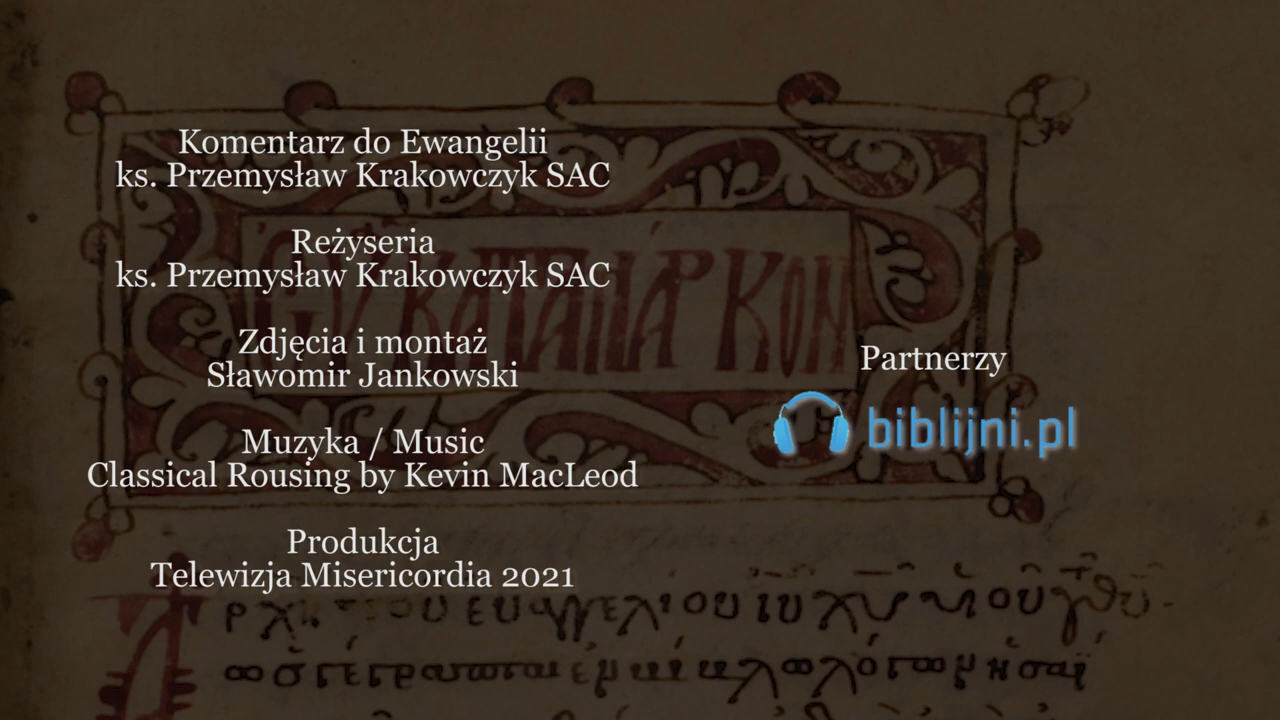 Komentarz do Ewangelii
ks. Przemysław Krakowczyk SAC
Reżyseria
ks. Przemysław Krakowczyk SAC
Zdjęcia i montaż
Sławomir Jankowski
Muzyka / Music
Classical Rousing by Kevin MacLeod
Produkcja
Telewizja Misericordia 2021
Partnerzy
biblijni.pl